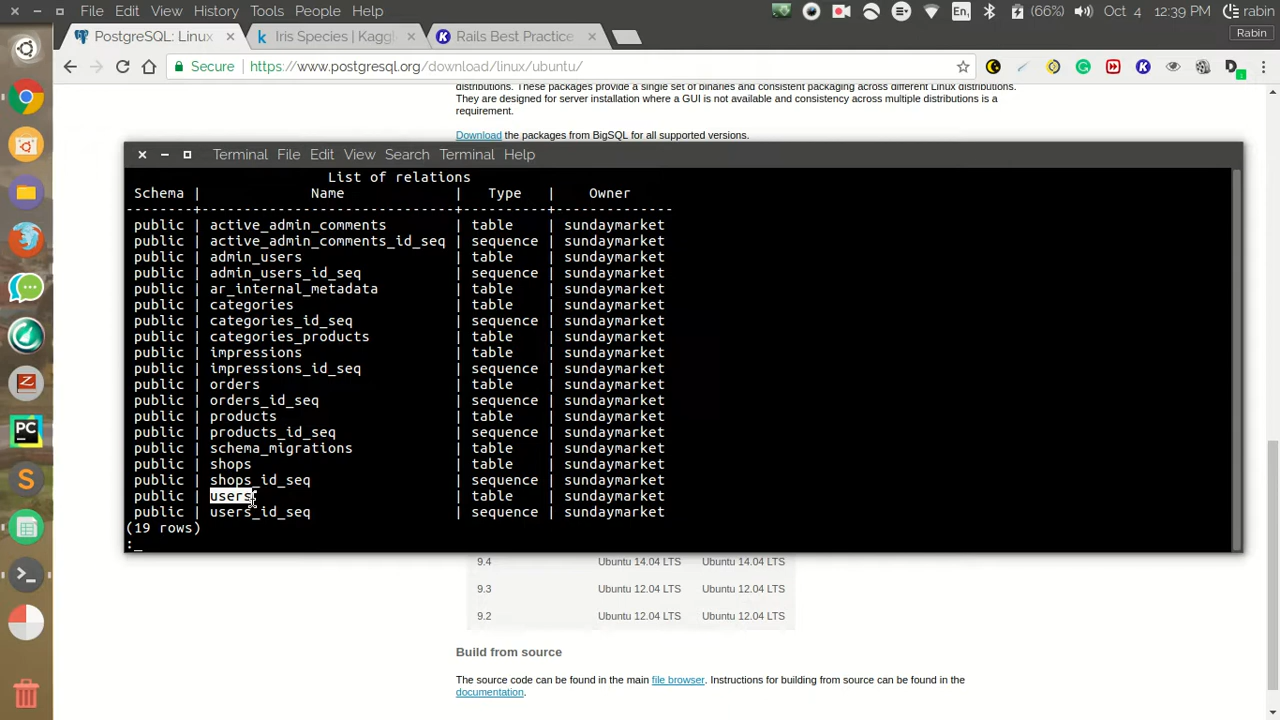 File Edit View History Bookmarks Tools People Help
En
(66%)
Oct 4 12:39 PM
rabin
PostgreSQL: Linux
Iris Species | Kaggl
Rails Best Practice
Rabin
Secure https://www.postgresql.org/download/linux/ubuntu/
distributions. These packages provide a single set of binaries and consistent packaging across different Linux distributions.
They are designed for server installation where a GUI is not available and consistency across multiple distributions is a
requirement.
Download the packages from BigSQL for all supported versions.
Terminal File Edit View Search Terminal Help
List of relations
Schema | Name | Type | Owner
--------+------------------------------+----------+--------------
public | active_admin_comments | table | sundaymarket
public | active_admin_comments_id_seq | sequence | sundaymarket
public | admin_users | table | sundaymarket
public | admin_users_id_seq | sequence | sundaymarket
public | ar_internal_metadata | table | sundaymarket
public | categories | table | sundaymarket
public | categories_id_seq | sequence | sundaymarket
public | categories_products | table | sundaymarket
public | impressions | table | sundaymarket
public | impressions_id_seq | sequence | sundaymarket
public | orders | table | sundaymarket
public | orders_id_seq | sequence | sundaymarket
public | products | table | sundaymarket
public | products_id_seq | sequence | sundaymarket
public | schema_migrations | table | sundaymarket
public | shops | table | sundaymarket
public | shops_id_seq | sequence | sundaymarket
public | users | table | sundaymarket
public | users_id_seq | sequence | sundaymarket
(19 rows)
:_
PC
9.4 Ubuntu 14.04 LTS Ubuntu 14.04 LTS
9.3 Ubuntu 12.04 LTS Ubuntu 12.04 LTS
9.2 Ubuntu 12.04 LTS Ubuntu 12.04 LTS
Build from source
The source code can be found in the main file browser. Instructions for building from source can be found in the
documentation.